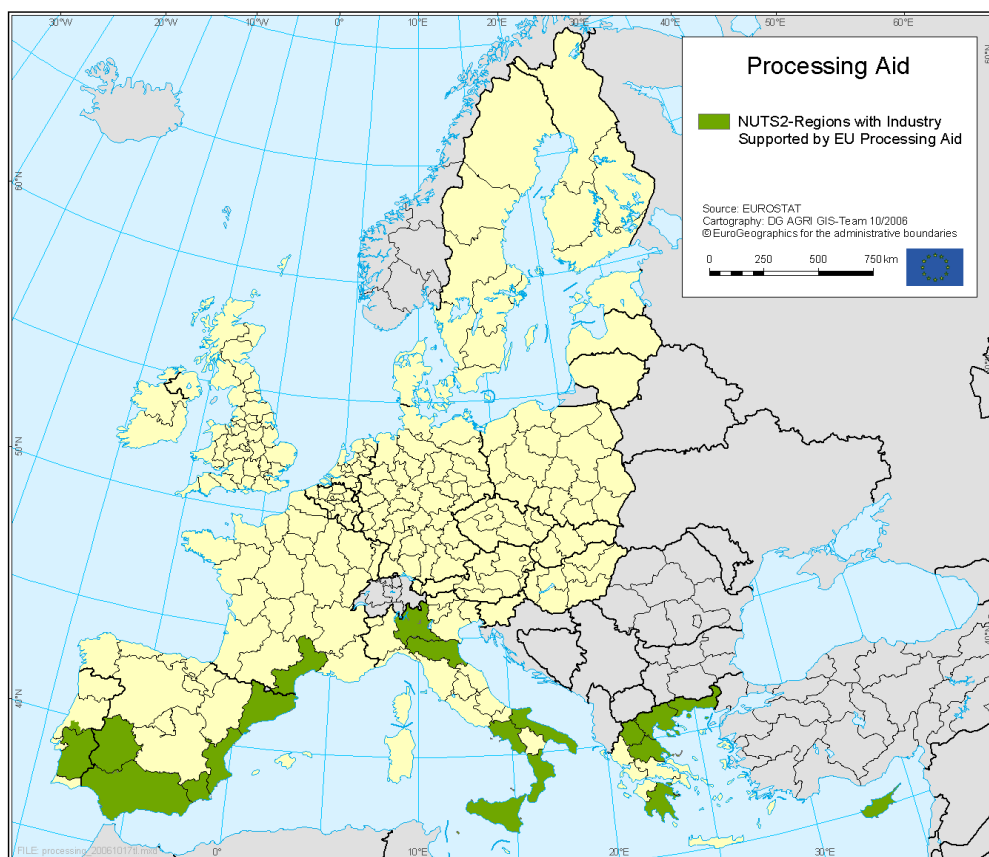 30°W
20°W
10°W
0°
10°E
20°E
30°E
40°E
50°E
60°E
Processing Aid
NUTS2-Regions with Industry
Supported by EU Processing Aid
Source: EUROSTAT
Cartography: DG AGRI GIS-Team 10/2006
© EuroGeographics for the administrative boundaries
0 250 500 750 km
60°N
50°N
40°N
40°N
0°
10°E
20°E
30°E